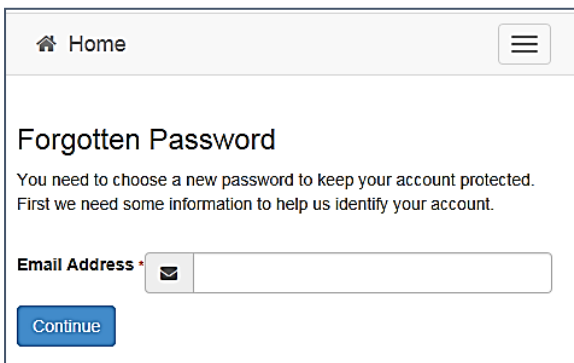 Home
Forgotten Password
You need to choose a new password to keep your account protected.
First we need some information to help us identify your account.
Email Address *
Continue